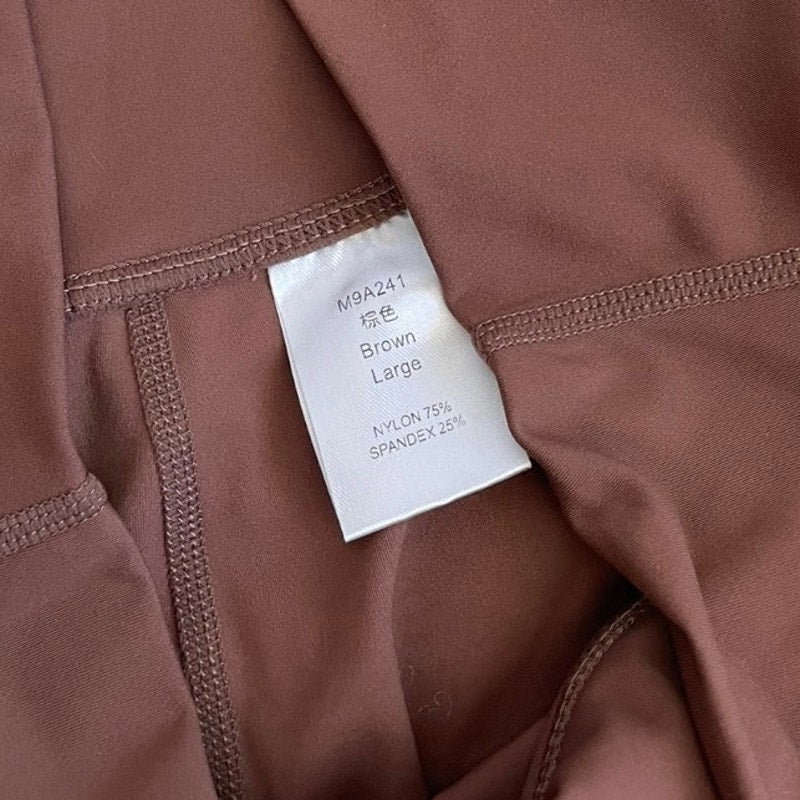 M9A241
棕色
Brown
Large
NYLON 75%
SPANDEX 25%